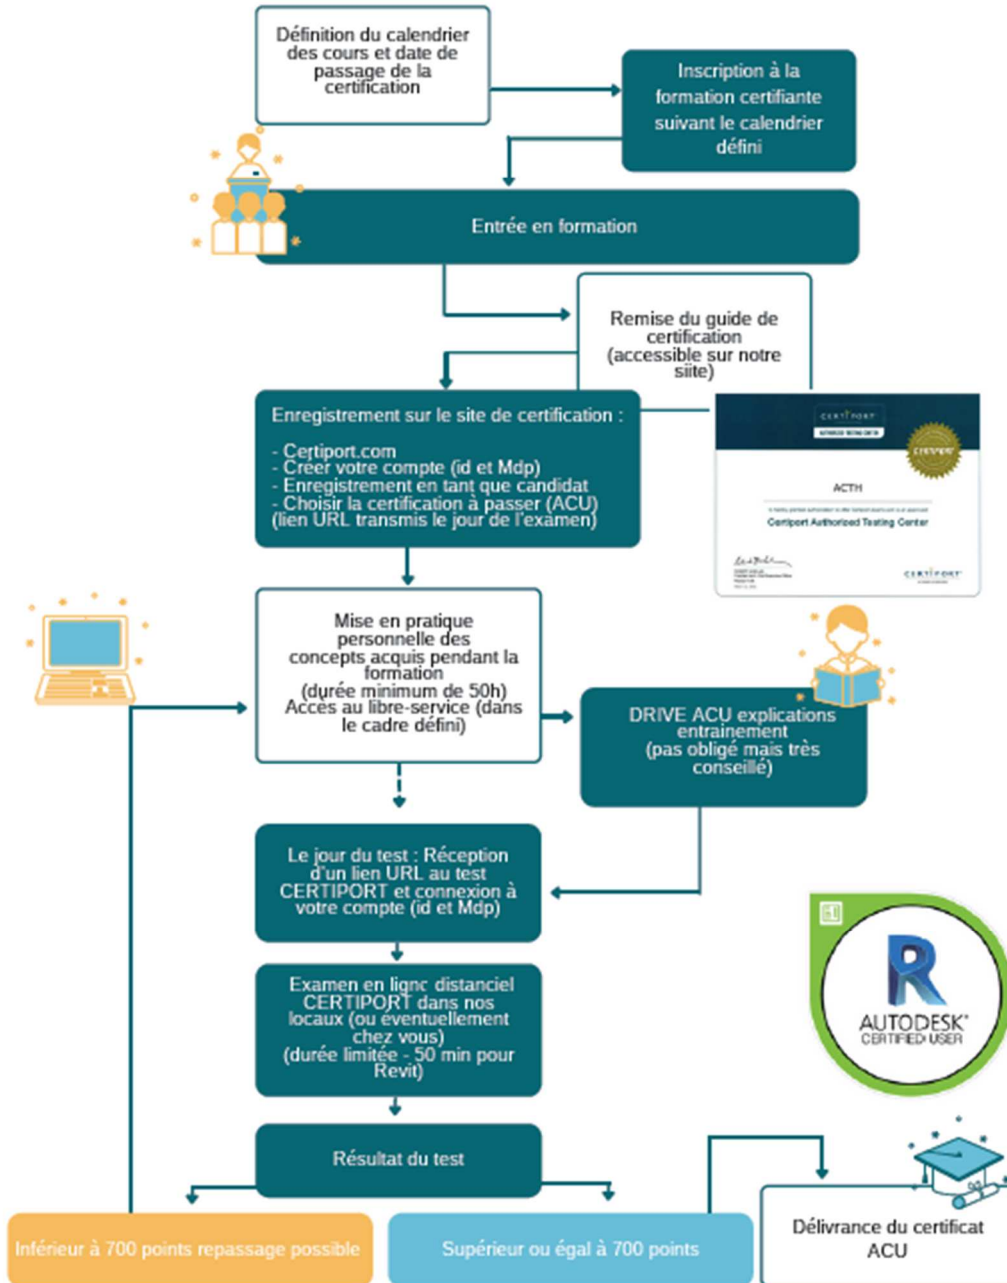 Définition du calendrier
des cours et date de
passage de la
certification
Inscription à la
formation certifiante
suivant le calendrier
défini
Entrée en formation
Remise du guide de
certification
(accessible sur notre
siite)
Enregistrement sur le site de certification :
- Certiport.com
- Créer votre compte (id et Mdp)
- Enregistrement en tant que candidat
- Choisir la certification à passer (ACU)
(lien URL transmis le jour de l'examen)
CERTIPORT
AUTHORIZED TESTING CENTER
CERTIPORT
ACTH
Certiport Authorized Testing Center
CERTIPORT
Mise en pratique
personnelle des
concepts acquis pendant la
formation
(durée minimum de 50h)
Accès au libre-service (dans
le cadre défini)
DRIVE ACU explications
entrainement
(pas obligé mais très
conseillé)
Le jour du test : Réception
d'un lien URL au test
CERTIPORT et connexion à
votre compte (id et Mdp)
Examen en ligne distanciel
CERTIPORT dans nos
locaux (ou éventuellement
chez vous)
(durée limitée - 50 min pour
Revit)
R
AUTODESK®
CERTIFIED USER
Résultat du test
Inférieur à 700 points repassage possible
Supérieur ou égal à 700 points
Délivrance du certificat
ACU